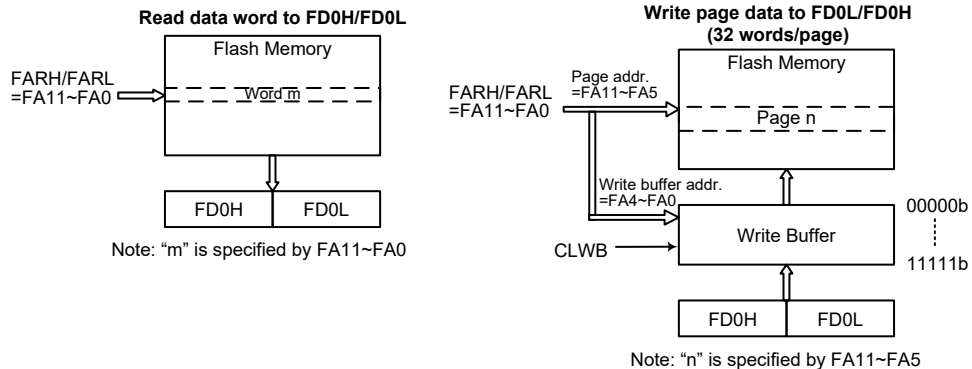 Read data word to FD0H/FD0L
Flash Memory
FARH/FARL
=FA11~FA0
Word m
FD0H
FD0L
Note: “m” is specified by FA11~FA0
Write page data to FD0L/FD0H
(32 words/page)
Flash Memory
Page addr.
=FA11~FA5
FARH/FARL
=FA11~FA0
Page n
Write buffer addr.
=FA4~FA0
00000b
Write Buffer
CLWB
11111b
FD0H
FD0L
Note: “n” is specified by FA11~FA5